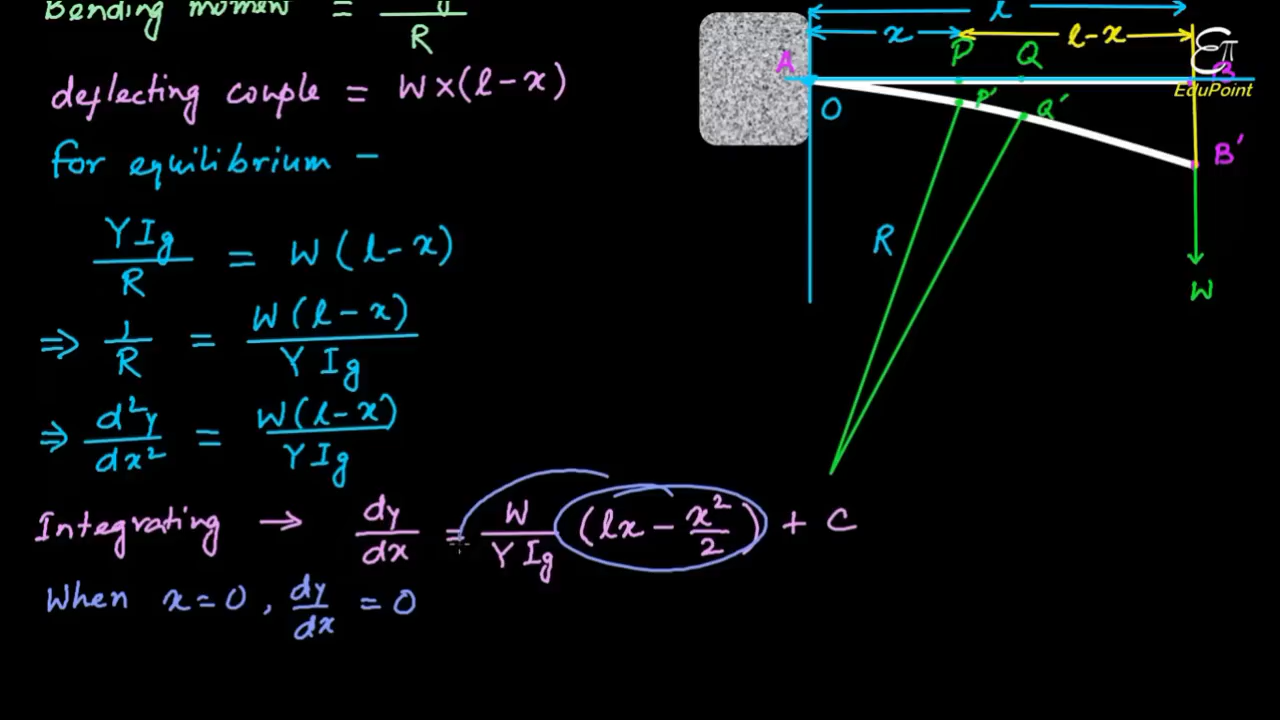 Bending moment = 
R
deflecting couple = W×(l-x)
for equilibrium -
YIg/R = W(l-x)
⇒ 1/R = W(l-x)/YIg
⇒ d²y/dx² = W(l-x)/YIg
Integrating → dy/dx = W/YIg (lx - x²/2) + C
When x=0, dy/dx = 0
l
x
l-x
A
P
Q
B
Eπ
EduPoint
O
P'
Q'
B'
R
W